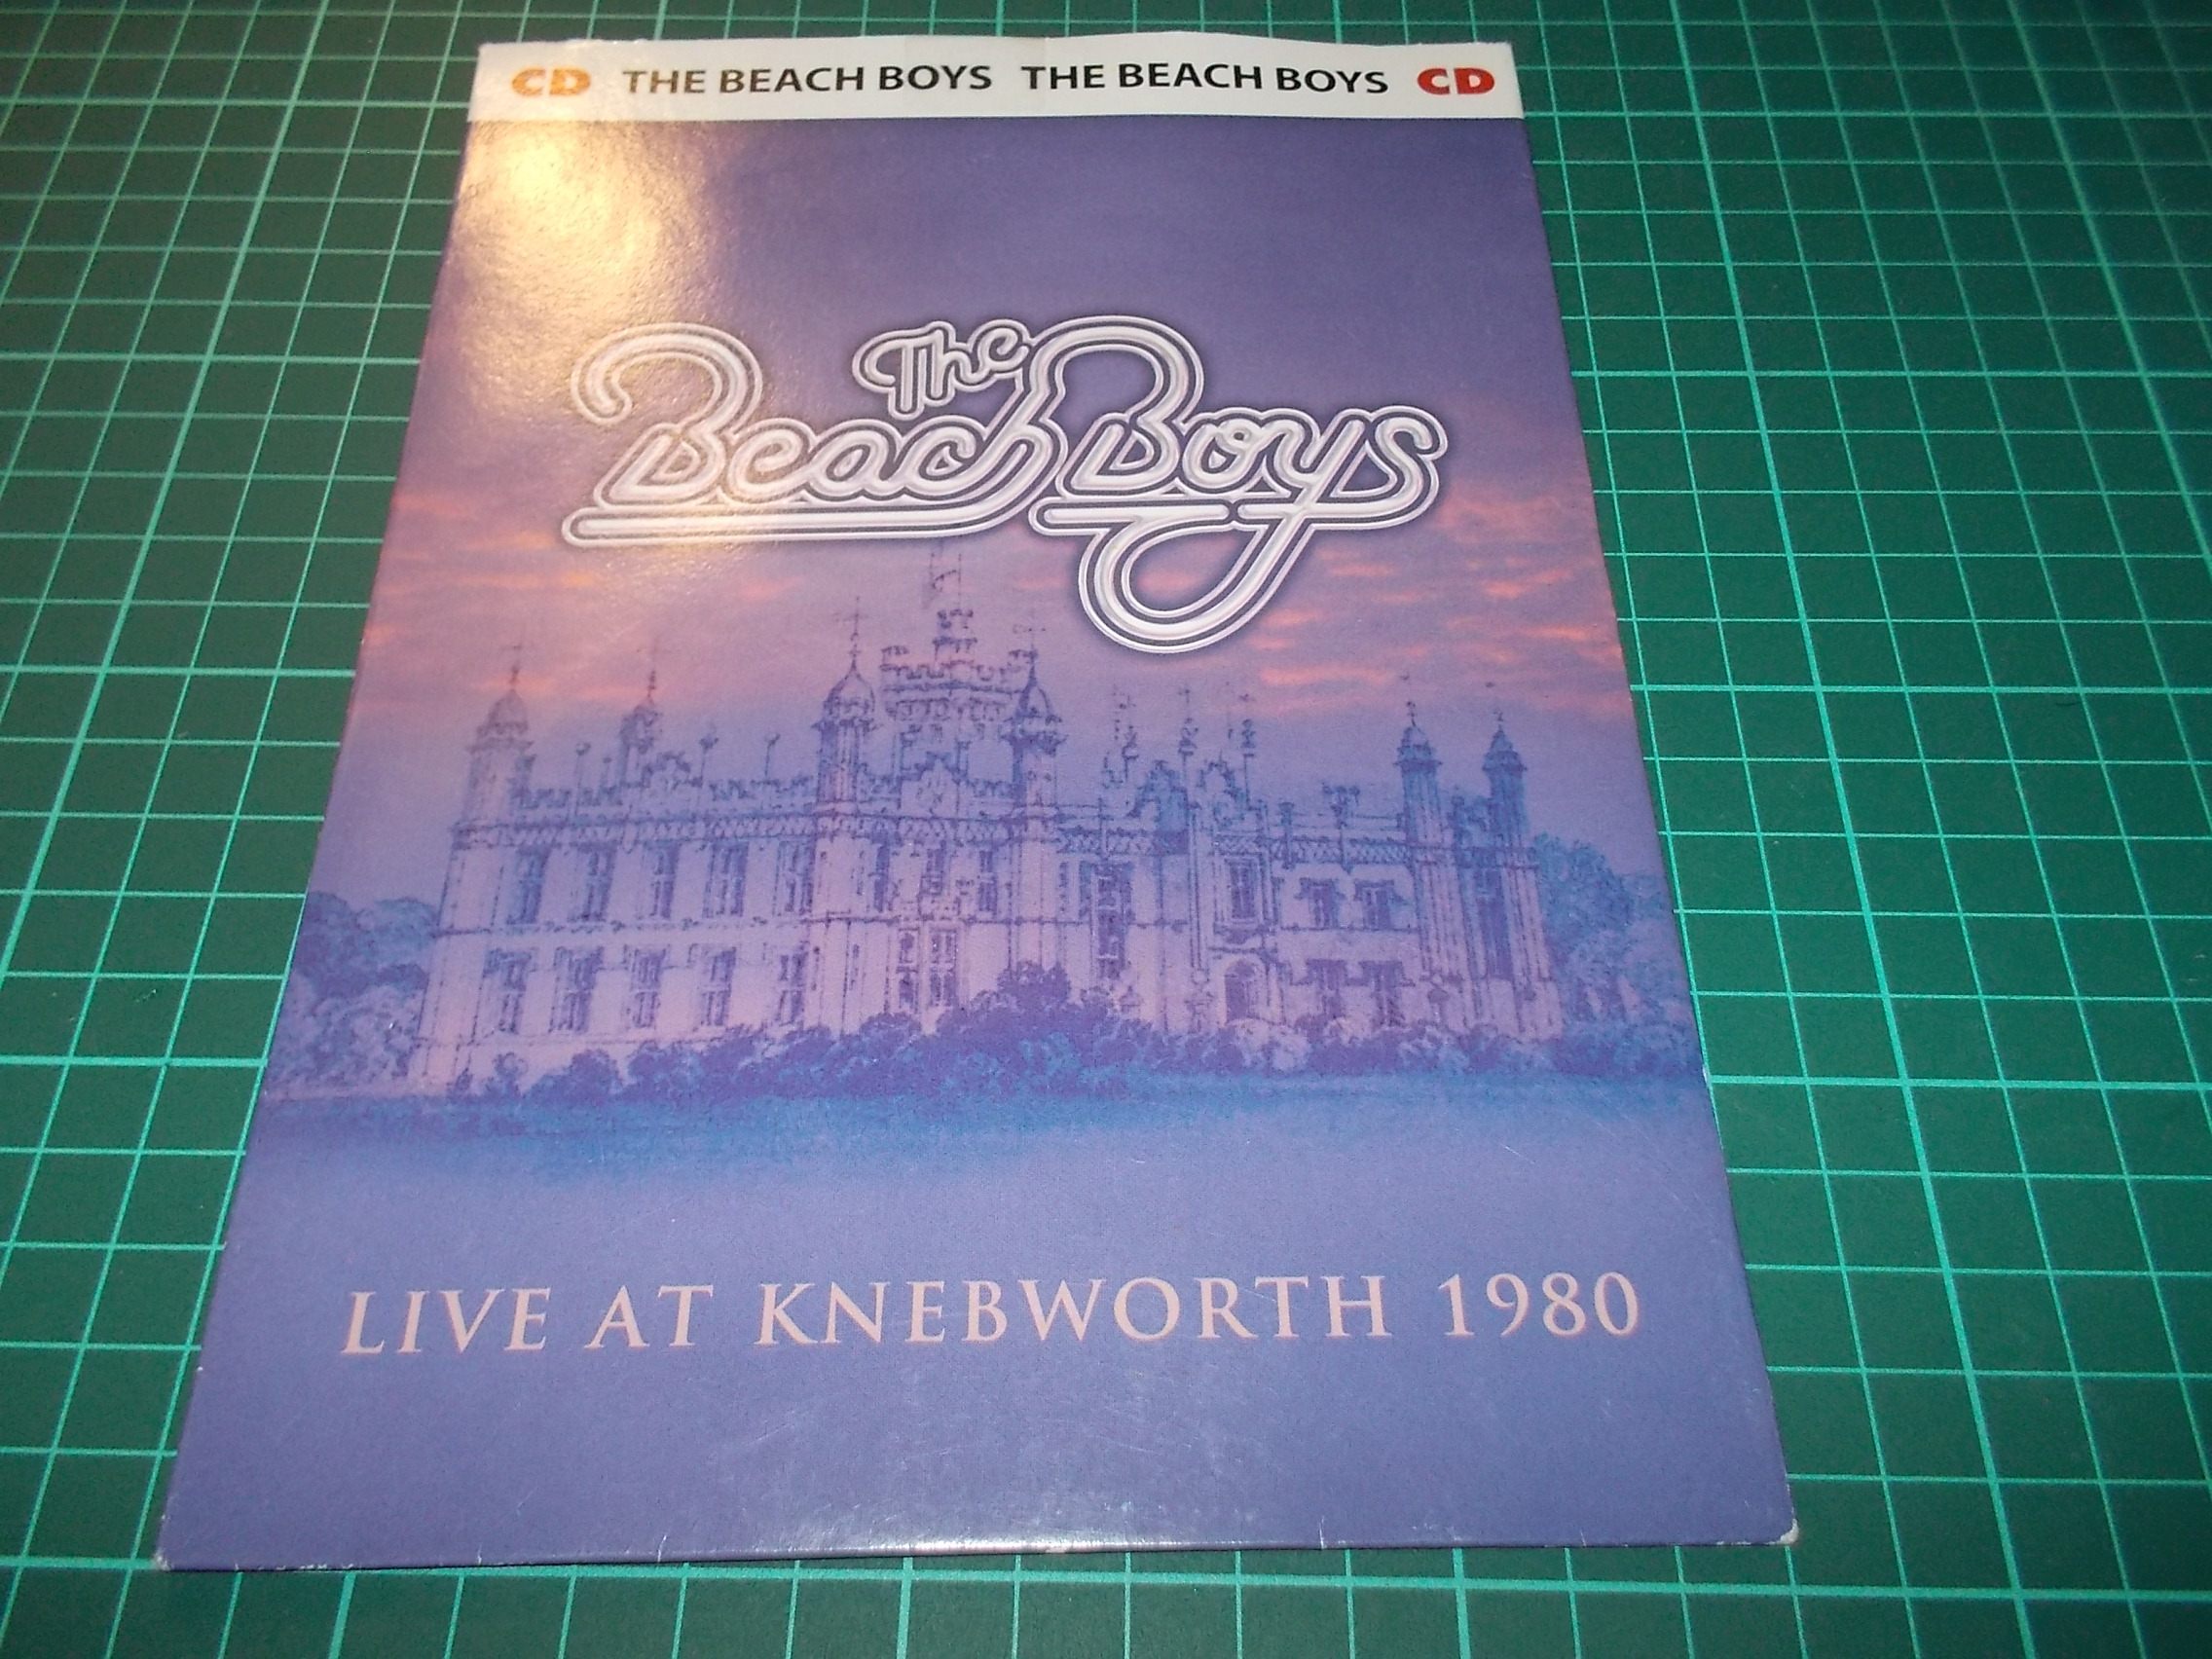 CD THE BEACH BOYS THE BEACH BOYS CD
The
Beach Boys
LIVE AT KNEBWORTH 1980